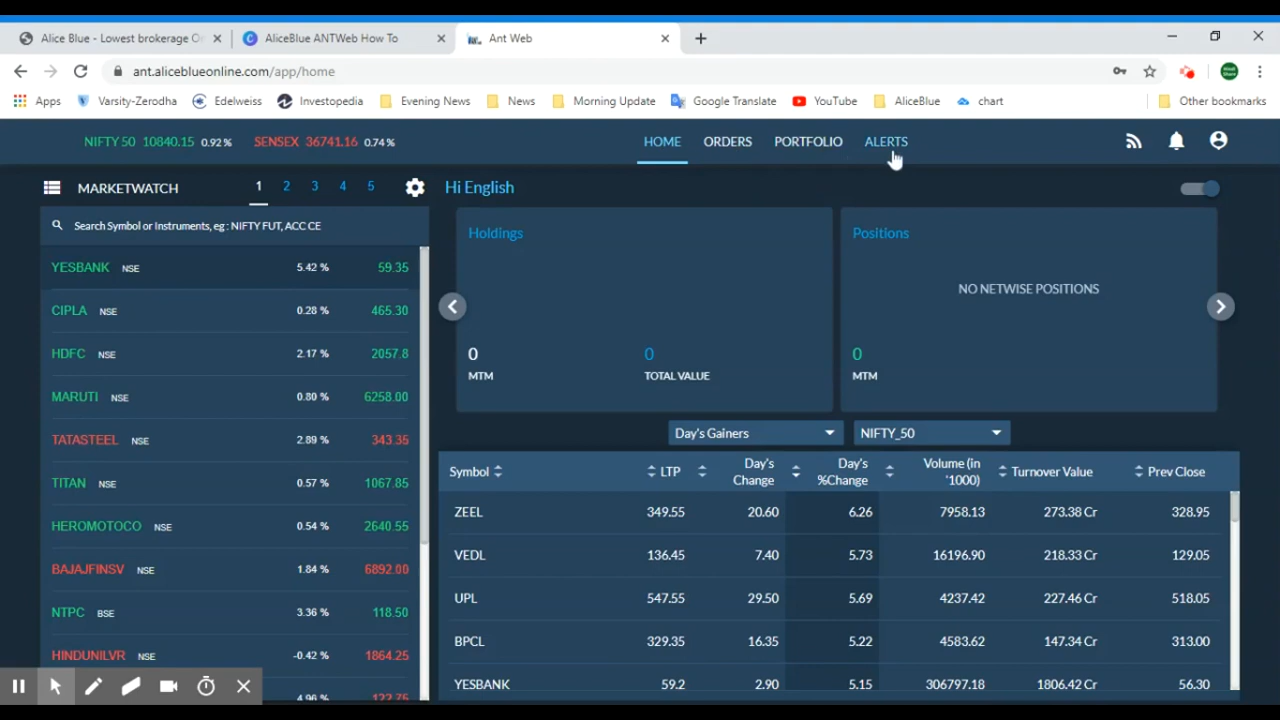 Alice Blue - Lowest brokerage O
AliceBlue ANTWeb How To
Ant Web
ant.aliceblueonline.com/app/home
Apps
Varsity-Zerodha
Edelweiss
Investopedia
Evening News
News
Morning Update
Google Translate
YouTube
AliceBlue
chart
Other bookmarks
NIFTY 50 10840.15 0.92 %
SENSEX 36741.16 0.74 %
HOME
ORDERS
PORTFOLIO
ALERTS
MARKETWATCH
1 2 3 4 5
Search Symbol or Instruments, eg : NIFTY FUT, ACC CE
YESBANK NSE 5.42 % 59.35
CIPLA NSE 0.28 % 465.30
HDFC NSE 2.17 % 2057.8
MARUTI NSE 0.80 % 6258.00
TATASTEEL NSE 2.89 % 343.35
TITAN NSE 0.57 % 1067.85
HEROMOTOCO NSE 0.54 % 2640.55
BAJAJFINSV NSE 1.84 % 6892.00
NTPC BSE 3.36 % 118.50
HINDUNILVR NSE -0.42 % 1864.25
4.96 % 122.75
Hi English
Holdings
0
MTM
0
TOTAL VALUE
Positions
NO NETWISE POSITIONS
0
MTM
Day's Gainers
NIFTY_50
Symbol LTP Day's Change Day's %Change Volume (in '1000) Turnover Value Prev Close
ZEEL 349.55 20.60 6.26 7958.13 273.38 Cr 328.95
VEDL 136.45 7.40 5.73 16196.90 218.33 Cr 129.05
UPL 547.55 29.50 5.69 4237.42 227.46 Cr 518.05
BPCL 329.35 16.35 5.22 4583.62 147.34 Cr 313.00
YESBANK 59.2 2.90 5.15 306797.18 1806.42 Cr 56.30